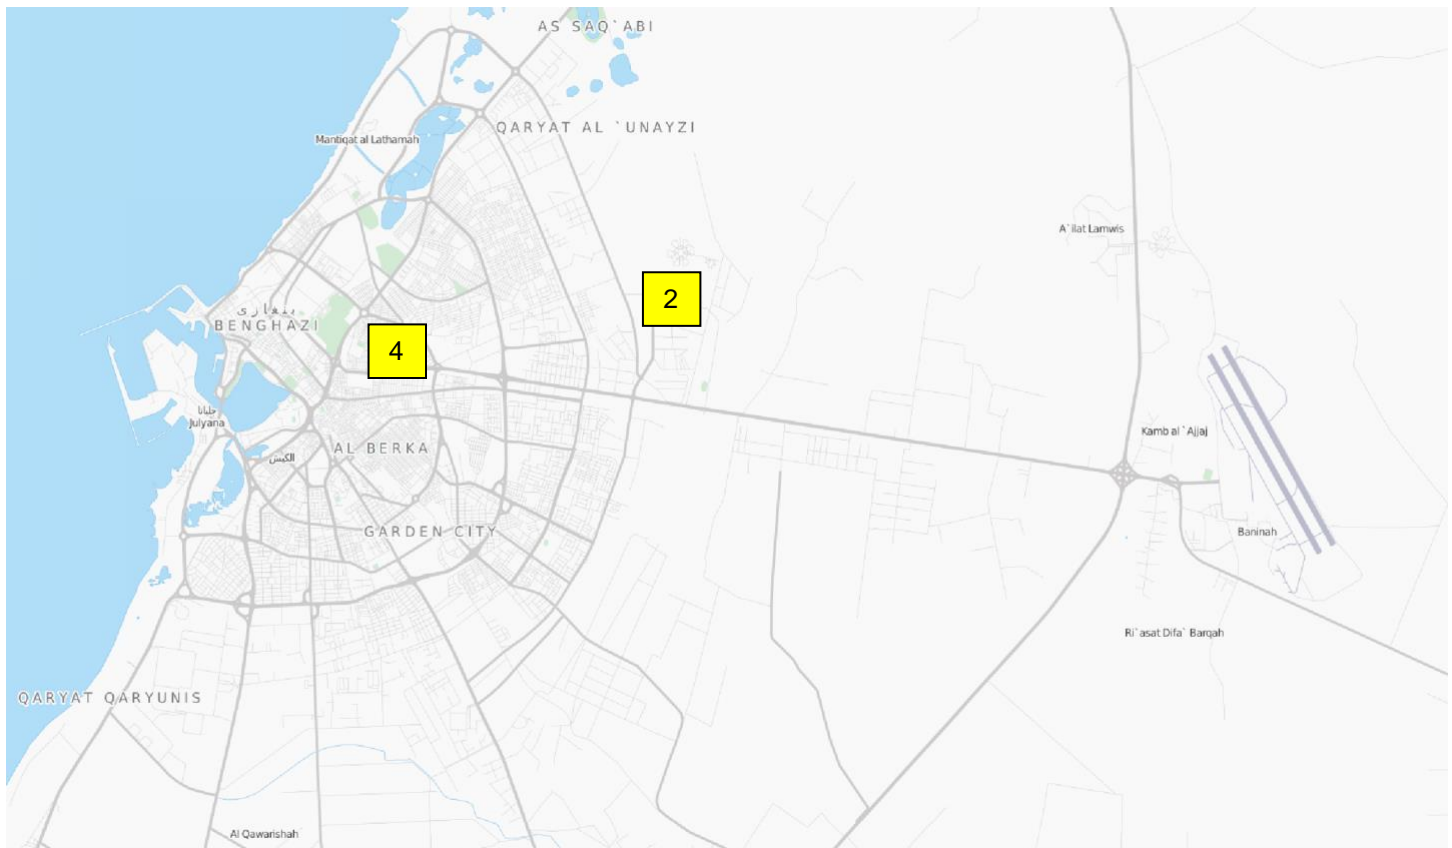 AS SAQ`ABI
QARYAT AL `UNAYZI
Mantiqat al Lathamah
A`ilat Lamwis
2
بنغازي
BENGHAZI
4
جليانا
Julyana
Kamb al `Ajjaj
AL BERKA
الكيش
GARDEN CITY
Baninah
Ri`asat Difa` Barqah
QARYAT QARYUNIS
Al Qawarishah